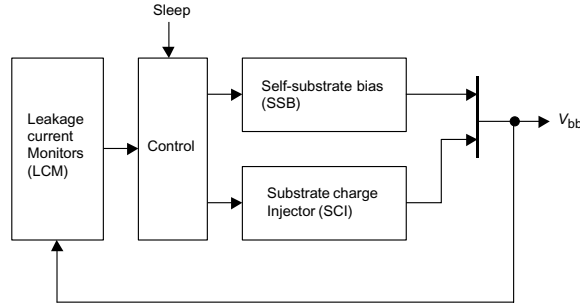 Sleep
Leakage
current
Monitors
(LCM)
Control
Self-substrate bias
(SSB)
Substrate charge
Injector (SCI)
Vbb